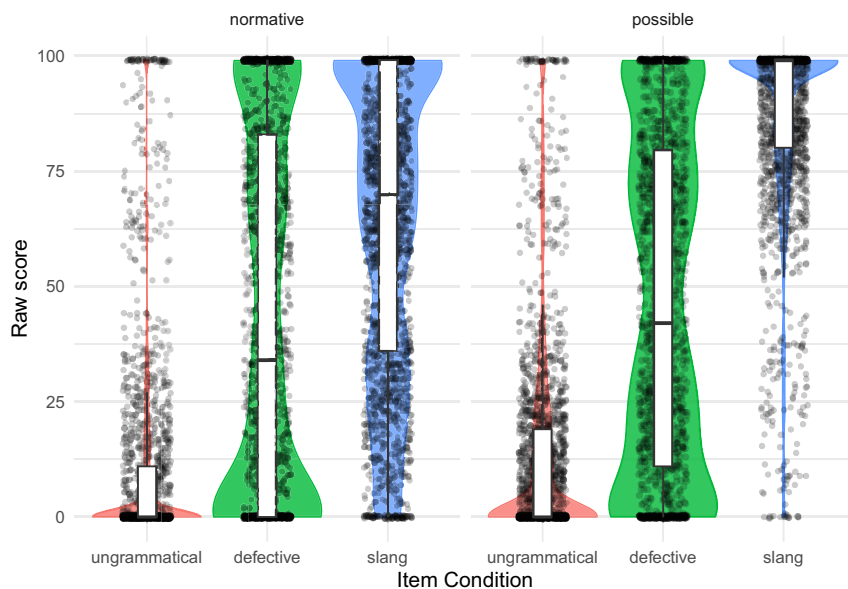 normative
possible
100
75
50
25
0
Raw score
ungrammatical
defective
slang
ungrammatical
defective
slang
Item Condition